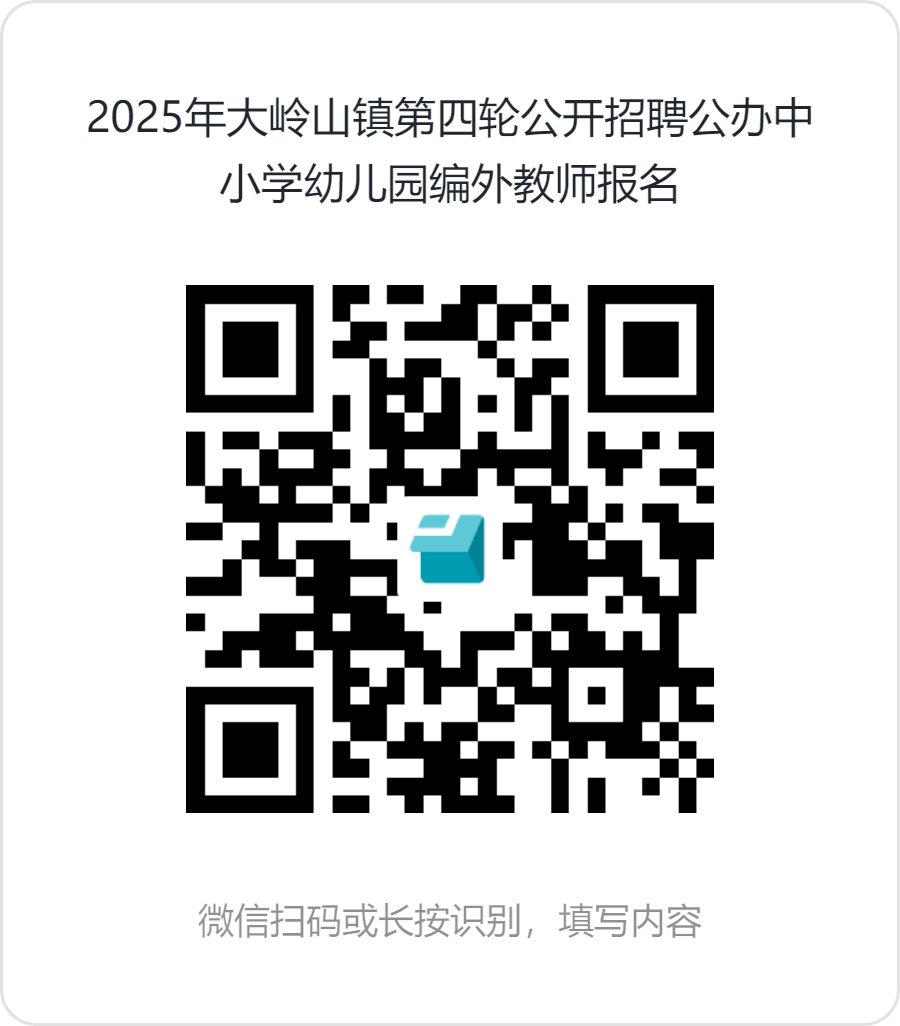 2025年大岭山镇第四轮公开招聘公办中
小学幼儿园编外教师报名
微信扫码或长按识别，填写内容